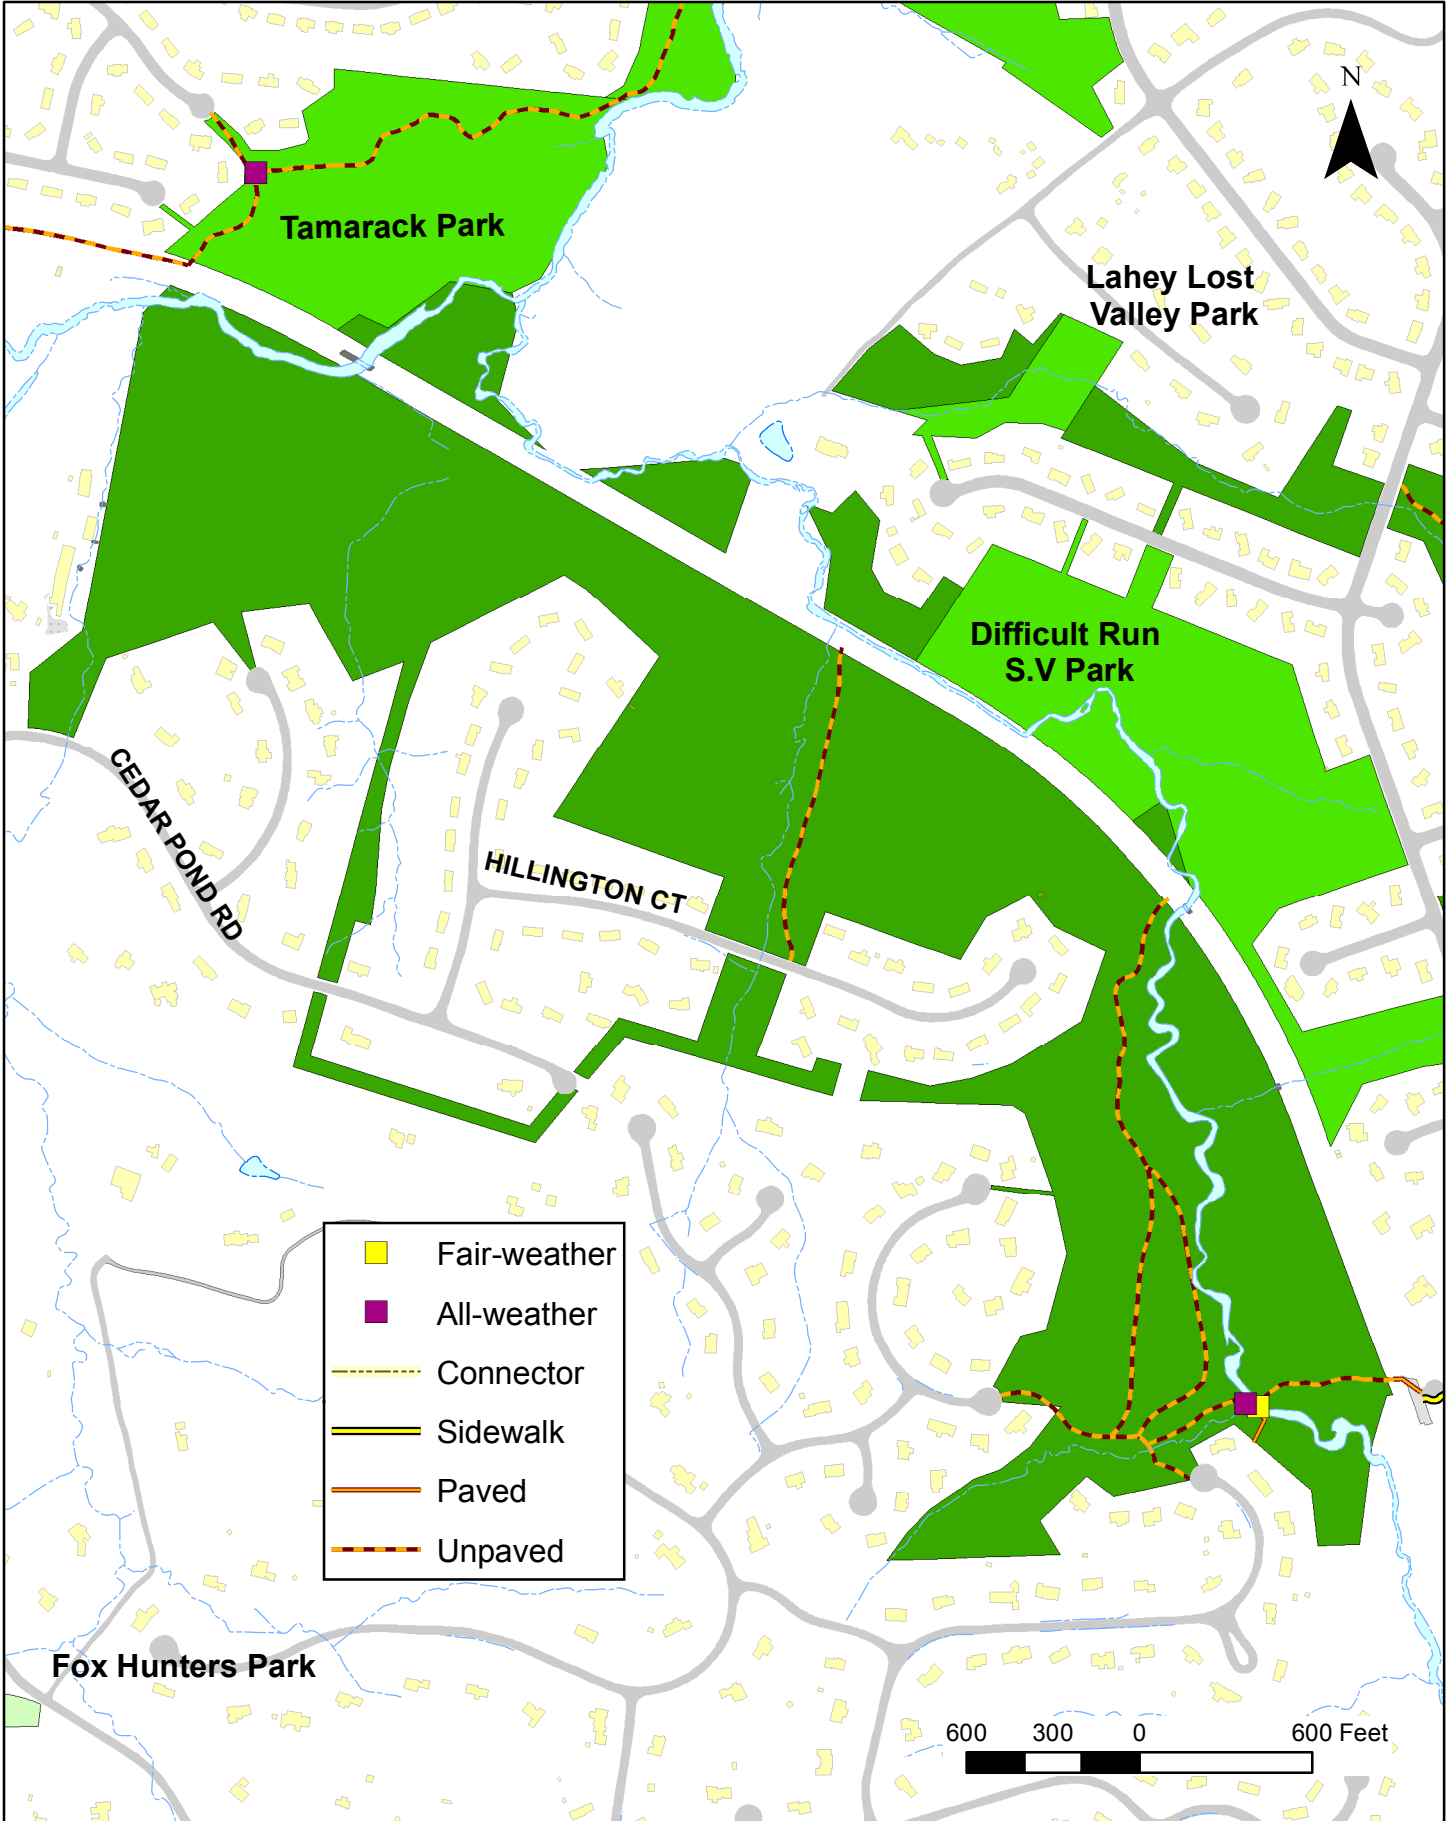 N
Tamarack Park
Lahey Lost
Valley Park
Difficult Run
S.V Park
CEDAR POND RD
HILLINGTON CT
Fair-weather
All-weather
Connector
Sidewalk
Paved
Unpaved
Fox Hunters Park
600 300 0 600 Feet